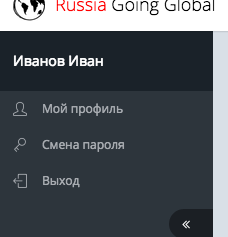 Russia Going Global
Иванов Иван
Мой профиль
Смена пароля
Выход